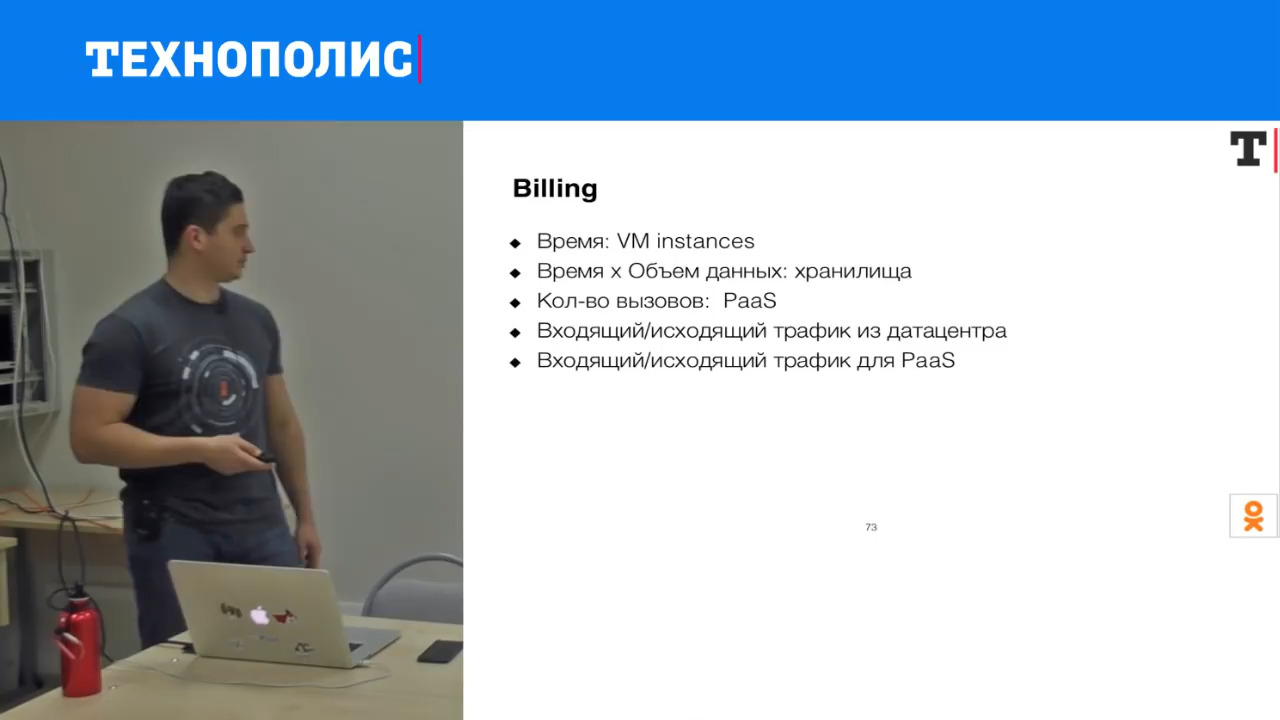 ТЕХНОПОЛИС
Т
Billing
Время: VM instances
Время x Объем данных: хранилища
Кол-во вызовов: PaaS
Входящий/исходящий трафик из датацентра
Входящий/исходящий трафик для PaaS
73